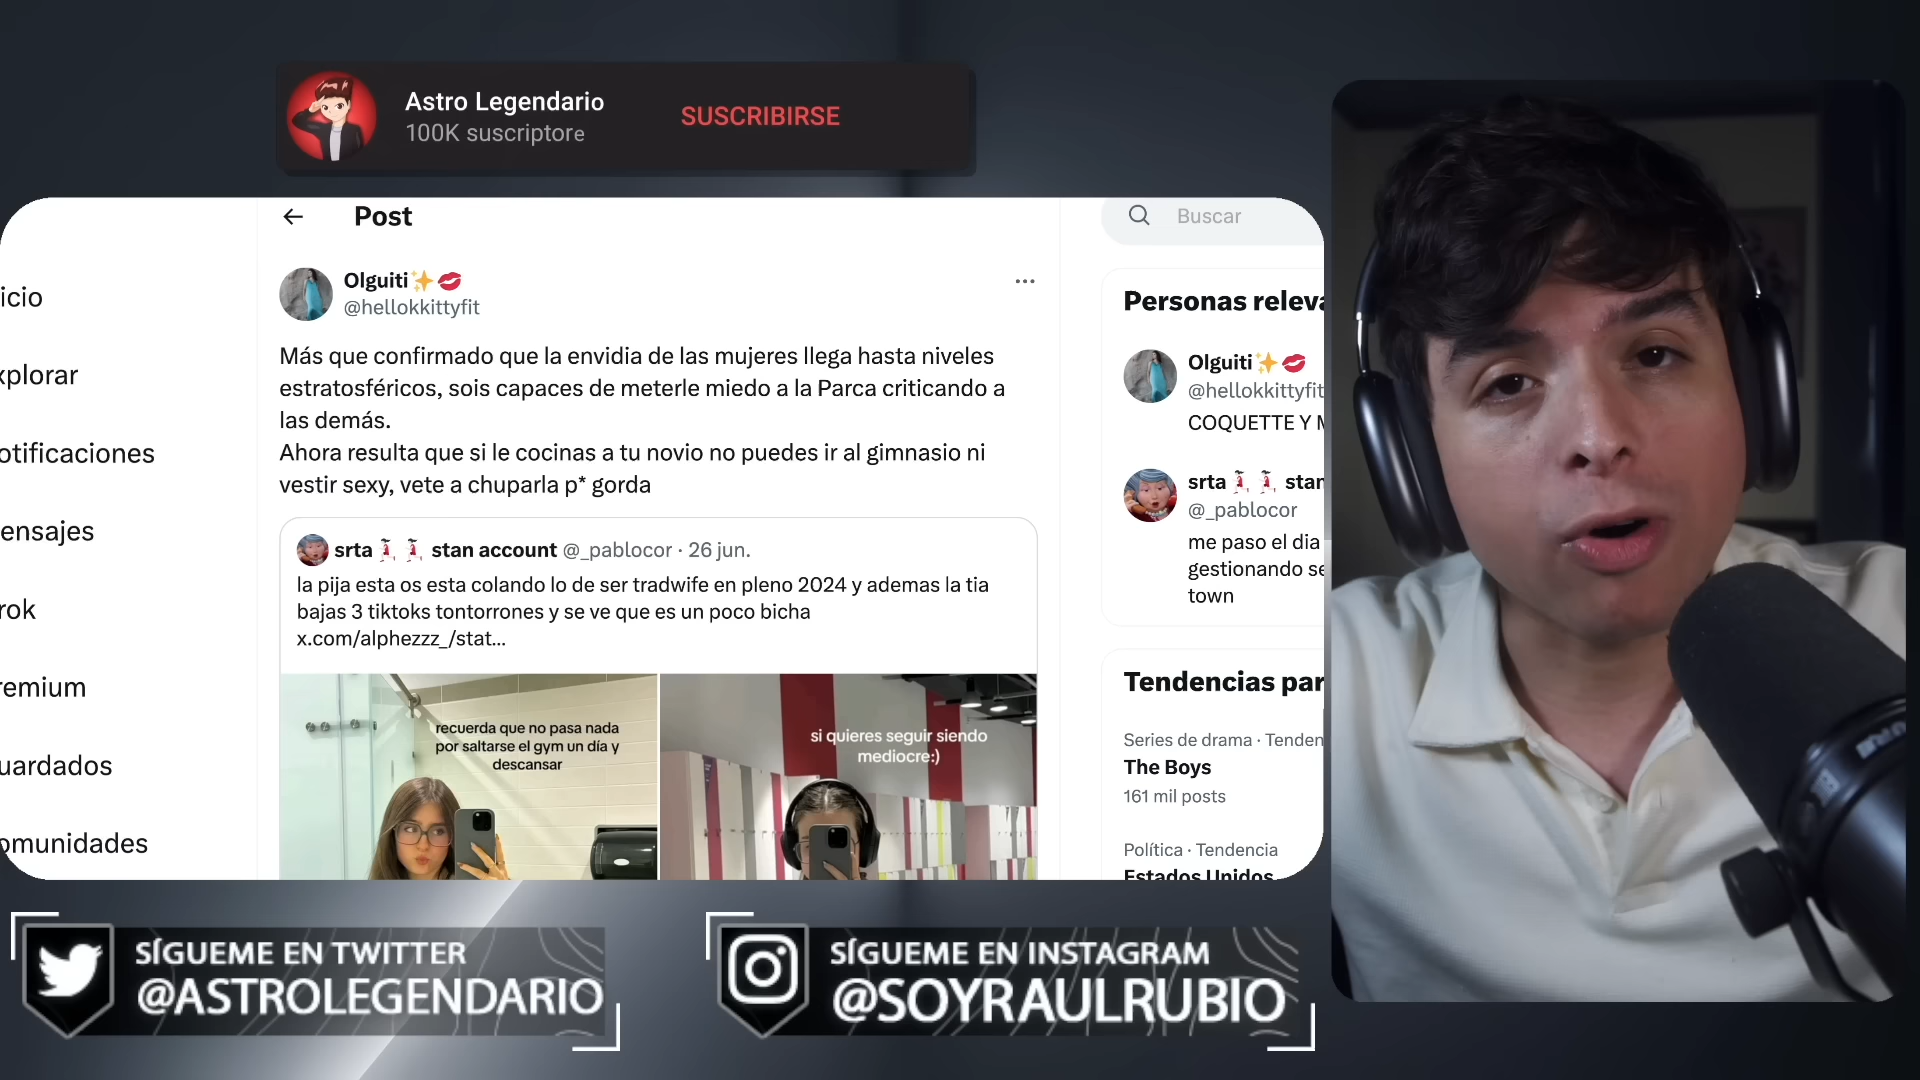 Astro Legendario
100K suscriptore
SUSCRIBIRSE
Post
Buscar
icio
xplorar
otificaciones
ensajes
rok
remium
uardados
omunidades
Olguiti✨💋
@hellokkittyfit
Más que confirmado que la envidia de las mujeres llega hasta niveles
estratosféricos, sois capaces de meterle miedo a la Parca criticando a
las demás.
Ahora resulta que si le cocinas a tu novio no puedes ir al gimnasio ni
vestir sexy, vete a chuparla p* gorda
srta stan account @_pablocor · 26 jun.
la pija esta os esta colando lo de ser tradwife en pleno 2024 y ademas la tia
bajas 3 tiktoks tontorrones y se ve que es un poco bicha
x.com/alphezzz_/stat...
recuerda que no pasa nada
por saltarse el gym un día y
descansar
si quieres seguir siendo
mediocre:)
Personas releva
Olguiti✨💋
@hellokkittyfit
COQUETTE Y M
srta stan
@_pablocor
me paso el dia
gestionando se
town
Tendencias par
Series de drama · Tenden
The Boys
161 mil posts
Política · Tendencia
Estados Unidos
SÍGUEME EN TWITTER
@ASTROLEGENDARIO
SÍGUEME EN INSTAGRAM
@SOYRAULRUBIO